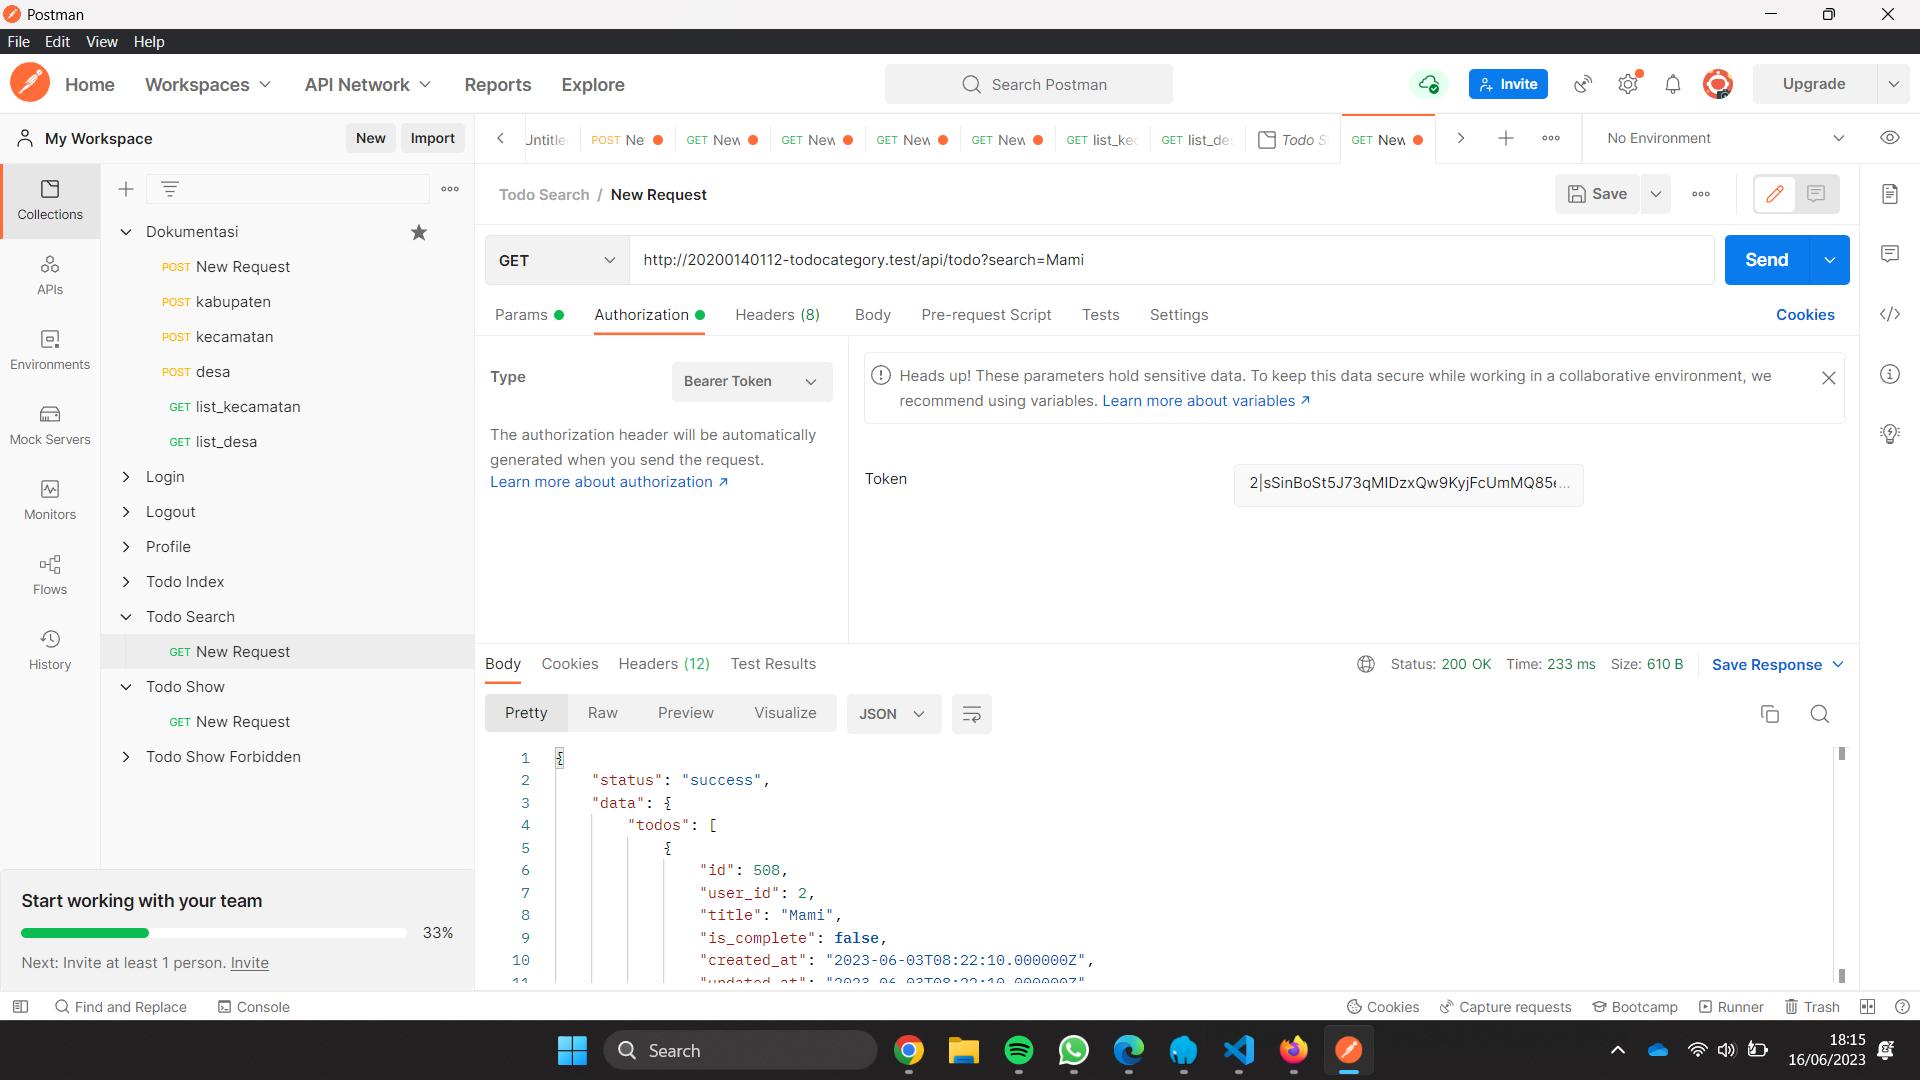 Postman
File Edit View Help
Home Workspaces API Network Reports Explore Search Postman Invite Upgrade
My Workspace New Import
POST Ne GET New GET New GET New GET New GET list_kec GET list_de Todo S GET New No Environment
Collections
APIs
Environments
Mock Servers
Monitors
Flows
History
Dokumentasi
POST New Request
POST kabupaten
POST kecamatan
POST desa
GET list_kecamatan
GET list_desa
Login
Logout
Profile
Todo Index
Todo Search
GET New Request
Todo Show
GET New Request
Todo Show Forbidden
Start working with your team
33%
Next: Invite at least 1 person. Invite
Todo Search / New Request Save
GET http://20200140112-todocategory.test/api/todo?search=Mami Send
Params Authorization Headers (8) Body Pre-request Script Tests Settings Cookies
Type Bearer Token
The authorization header will be automatically
generated when you send the request.
Learn more about authorization ↗
Heads up! These parameters hold sensitive data. To keep this data secure while working in a collaborative environment, we
recommend using variables. Learn more about variables ↗
Token 2|sSinBoSt5J73qMIDzxQw9KyjFcUmMQ85e...
Body Cookies Headers (12) Test Results Status: 200 OK Time: 233 ms Size: 610 B Save Response
Pretty Raw Preview Visualize JSON
1 {
2 "status": "success",
3 "data": {
4 "todos": [
5 {
6 "id": 508,
7 "user_id": 2,
8 "title": "Mami",
9 "is_complete": false,
10 "created_at": "2023-06-03T08:22:10.000000Z",
11 "updated_at": "2023-06-03T08:22:10.000000Z"
Find and Replace Console Cookies Capture requests Bootcamp Runner Trash
Search
18:15
16/06/2023